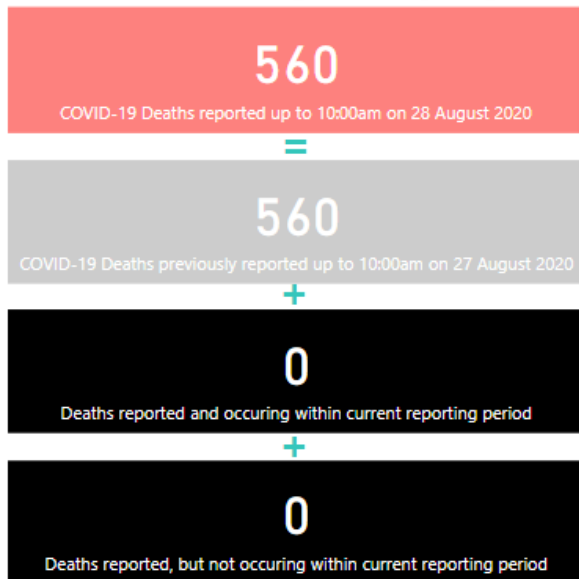 560
COVID-19 Deaths reported up to 10:00am on 28 August 2020
=
560
COVID-19 Deaths previously reported up to 10:00am on 27 August 2020
+
0
Deaths reported and occuring within current reporting period
+
0
Deaths reported, but not occuring within current reporting period